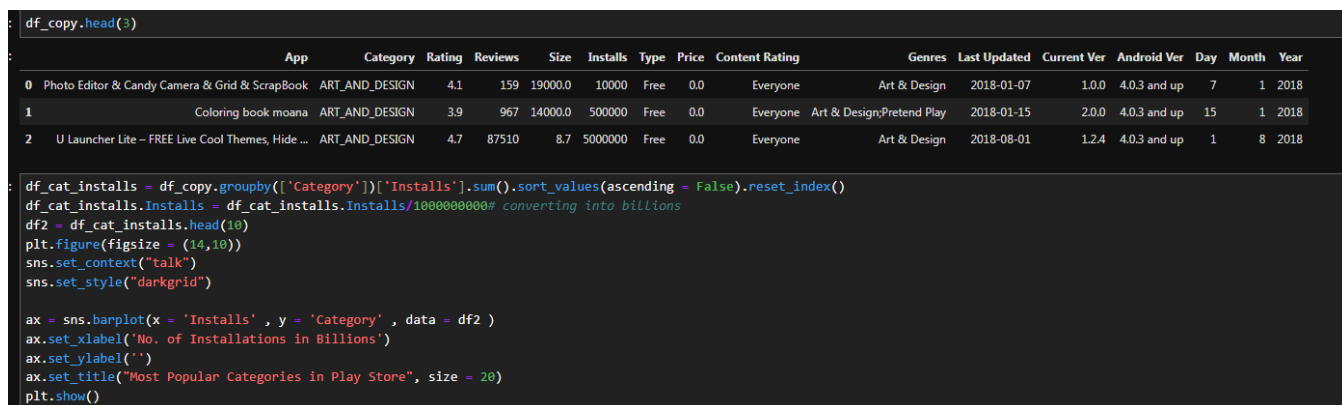 : df_copy.head(3)
:
App Category Rating Reviews Size Installs Type Price Content Rating Genres Last Updated Current Ver Android Ver Day Month Year
0 Photo Editor & Candy Camera & Grid & ScrapBook ART_AND_DESIGN 4.1 159 19000.0 10000 Free 0.0 Everyone Art & Design 2018-01-07 1.0.0 4.0.3 and up 7 1 2018
1 Coloring book moana ART_AND_DESIGN 3.9 967 14000.0 500000 Free 0.0 Everyone Art & Design;Pretend Play 2018-01-15 2.0.0 4.0.3 and up 15 1 2018
2 U Launcher Lite – FREE Live Cool Themes, Hide ... ART_AND_DESIGN 4.7 87510 8.7 5000000 Free 0.0 Everyone Art & Design 2018-08-01 1.2.4 4.0.3 and up 1 8 2018
: df_cat_installs = df_copy.groupby(['Category'])['Installs'].sum().sort_values(ascending = False).reset_index()
df_cat_installs.Installs = df_cat_installs.Installs/1000000000# converting into billions
df2 = df_cat_installs.head(10)
plt.figure(figsize = (14,10))
sns.set_context("talk")
sns.set_style("darkgrid")
ax = sns.barplot(x = 'Installs' , y = 'Category' , data = df2 )
ax.set_xlabel('No. of Installations in Billions')
ax.set_ylabel('')
ax.set_title("Most Popular Categories in Play Store", size = 20)
plt.show()